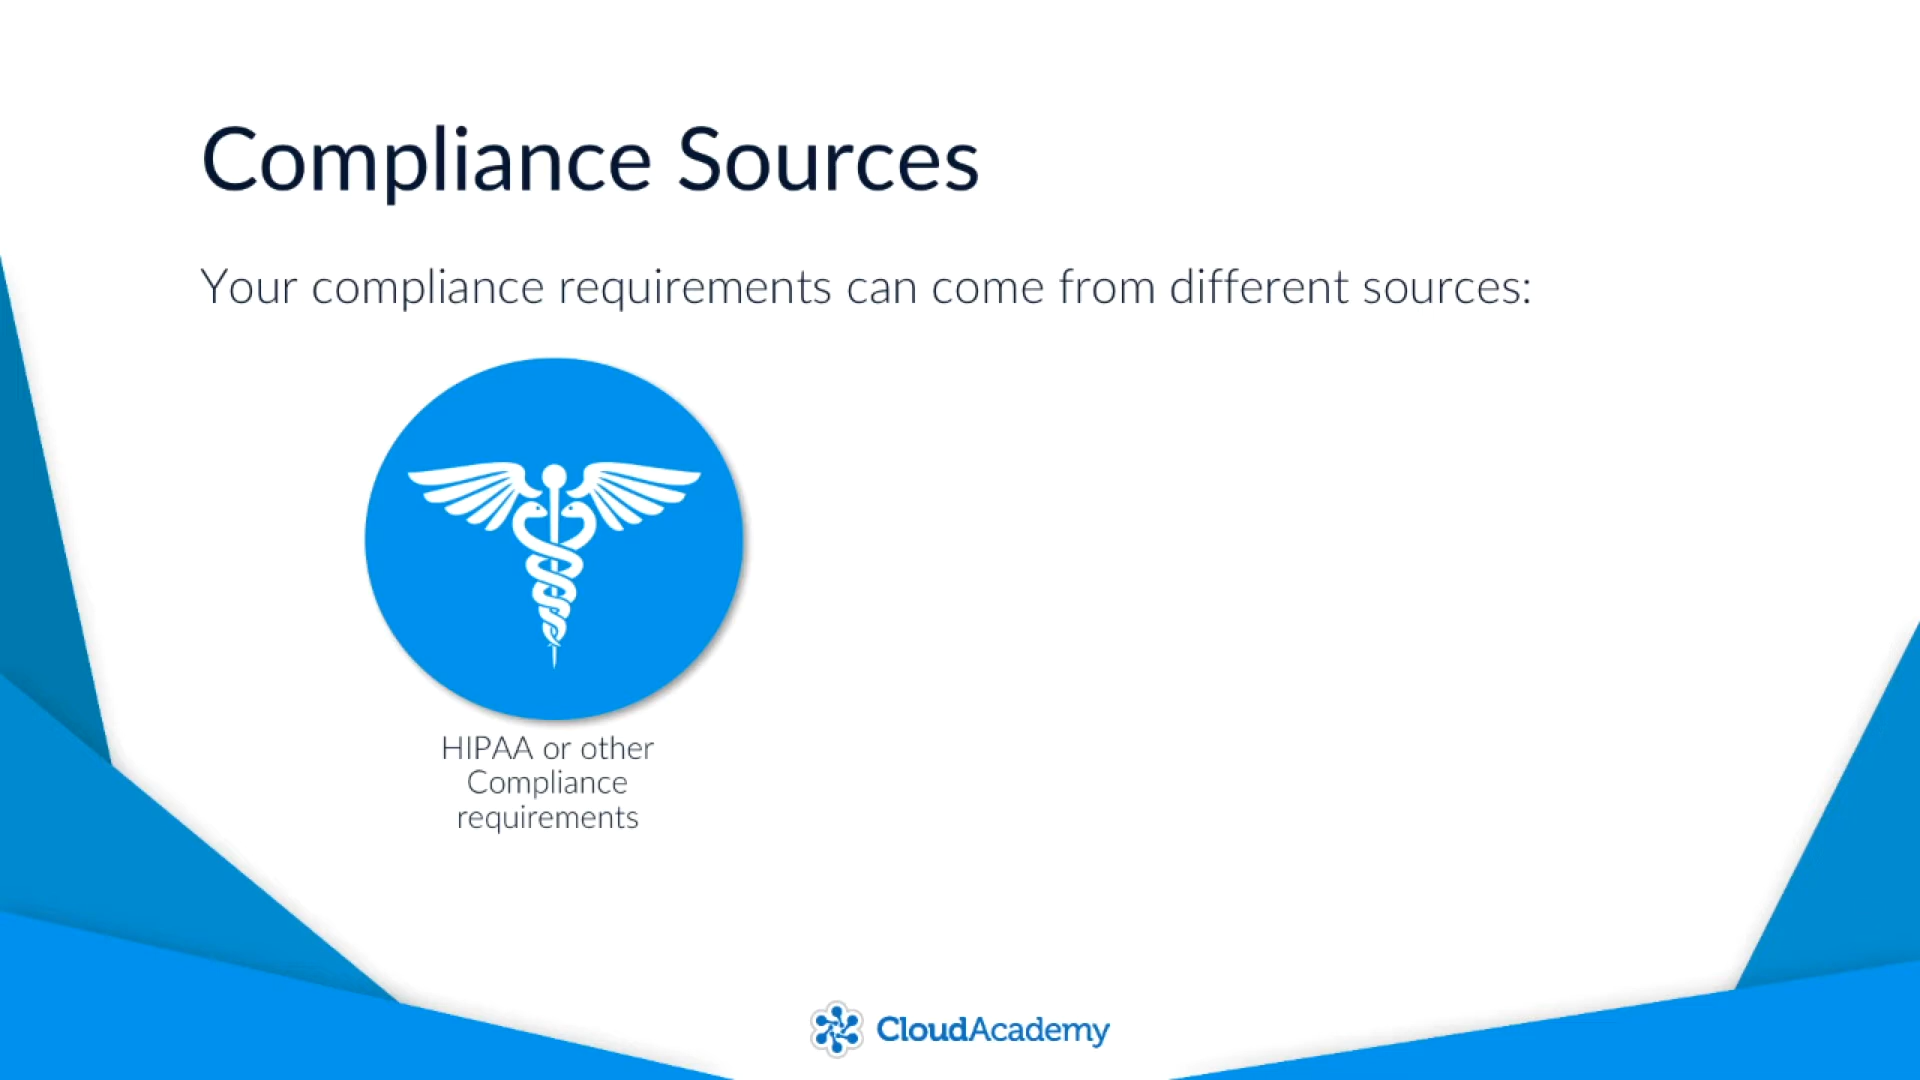 Compliance Sources
Your compliance requirements can come from different sources:
HIPAA or other
Compliance
requirements
CloudAcademy